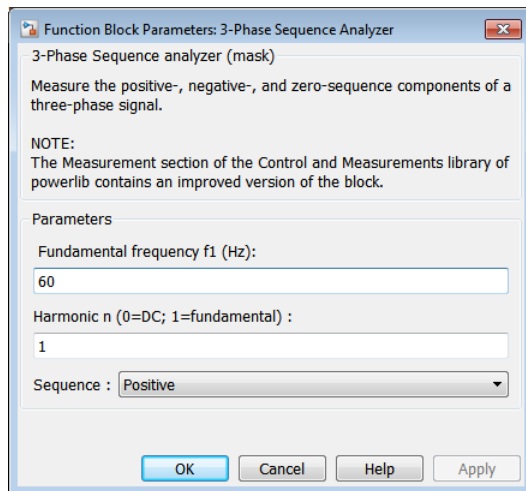 Function Block Parameters: 3-Phase Sequence Analyzer
3-Phase Sequence analyzer (mask)
Measure the positive-, negative-, and zero-sequence components of a
three-phase signal.
NOTE:
The Measurement section of the Control and Measurements library of
powerlib contains an improved version of the block.
Parameters
Fundamental frequency f1 (Hz):
60
Harmonic n (0=DC; 1=fundamental) :
1
Sequence : Positive
OK Cancel Help Apply